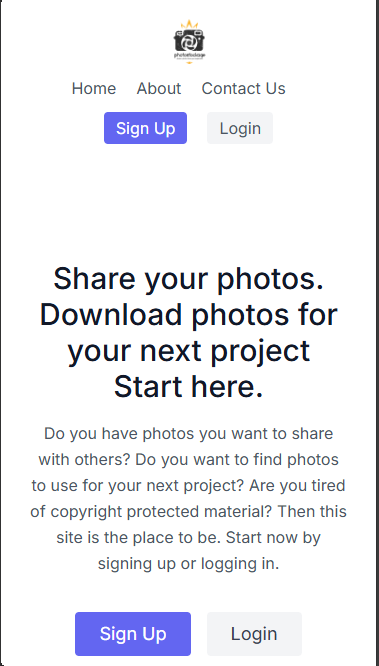 Home About Contact Us
Sign Up Login
Share your photos.
Download photos for
your next project
Start here.
Do you have photos you want to share
with others? Do you want to find photos
to use for your next project? Are you tired
of copyright protected material? Then this
site is the place to be. Start now by
signing up or logging in.
Sign Up Login